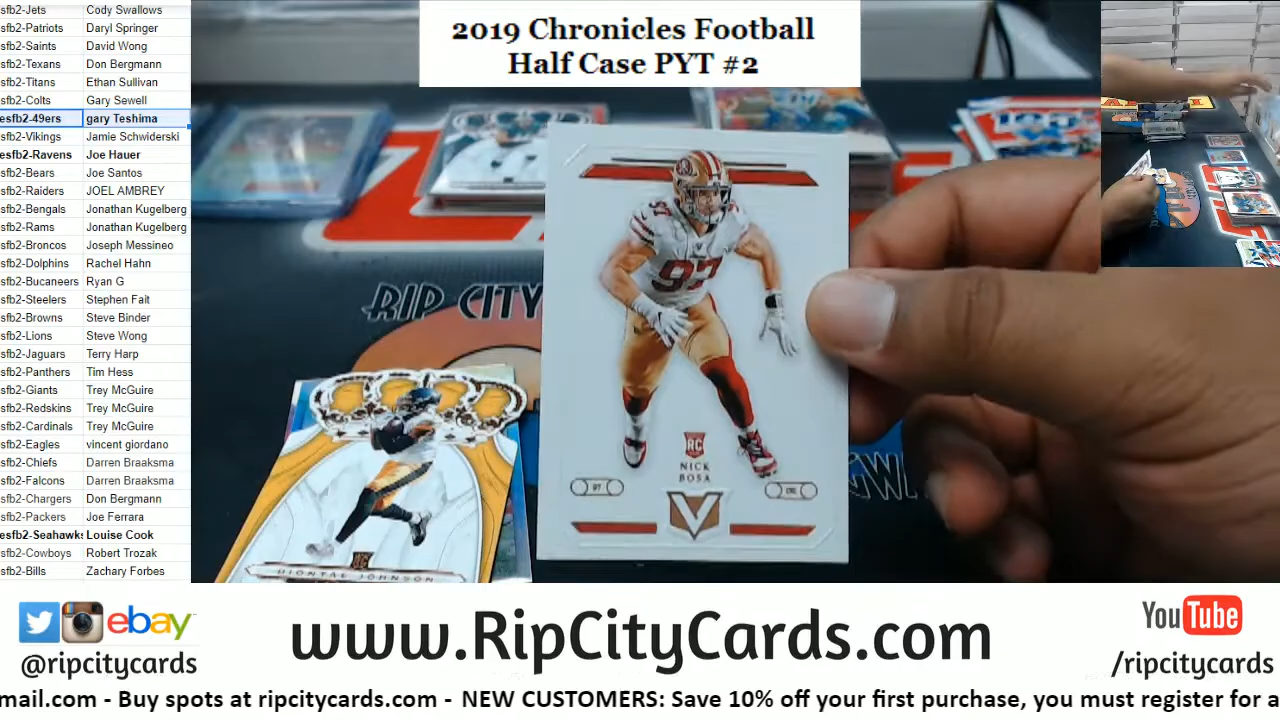 sfb2-Jets Cody Swallows
sfb2-Patriots Daryl Springer
sfb2-Saints David Wong
sfb2-Texans Don Bergmann
sfb2-Titans Ethan Sullivan
sfb2-Colts Gary Sewell
esfb2-49ers gary Teshima
sfb2-Vikings Jamie Schwiderski
esfb2-Ravens Joe Hauer
sfb2-Bears Joe Santos
sfb2-Raiders JOEL AMBREY
sfb2-Bengals Jonathan Kugelberg
sfb2-Rams Jonathan Kugelberg
sfb2-Broncos Joseph Messineo
sfb2-Dolphins Rachel Hahn
sfb2-Bucaneers Ryan G
sfb2-Steelers Stephen Fait
sfb2-Browns Steve Binder
sfb2-Lions Steve Wong
sfb2-Jaguars Terry Harp
sfb2-Panthers Tim Hess
sfb2-Giants Trey McGuire
sfb2-Redskins Trey McGuire
sfb2-Cardinals Trey McGuire
sfb2-Eagles vincent giordano
sfb2-Chiefs Darren Braaksma
sfb2-Falcons Darren Braaksma
sfb2-Chargers Don Bergmann
sfb2-Packers Joe Ferrara
esfb2-Seahawks Louise Cook
sfb2-Cowboys Robert Trozak
sfb2-Bills Zachary Forbes
2019 Chronicles Football
Half Case PYT #2
RIP CITY
97
RC
NICK
BOSA
97
DL
V
DIONTAE JOHNSON
ebay
@ripcitycards
www.RipCityCards.com
YouTube
/ripcitycards
mail.com - Buy spots at ripcitycards.com - NEW CUSTOMERS: Save 10% off your first purchase, you must register for a